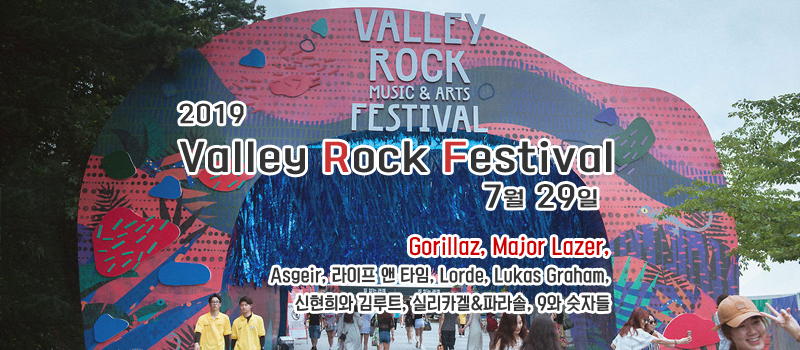 VALLEY
ROCK
MUSIC & ARTS
FESTIVAL
2019
Valley Rock Festival
7월 29일
Gorillaz, Major Lazer,
Asgeir, 라이프 앤 타임, Lorde, Lukas Graham,
신현희와 김루트, 실리카겔&파라솔, 9와 숫자들